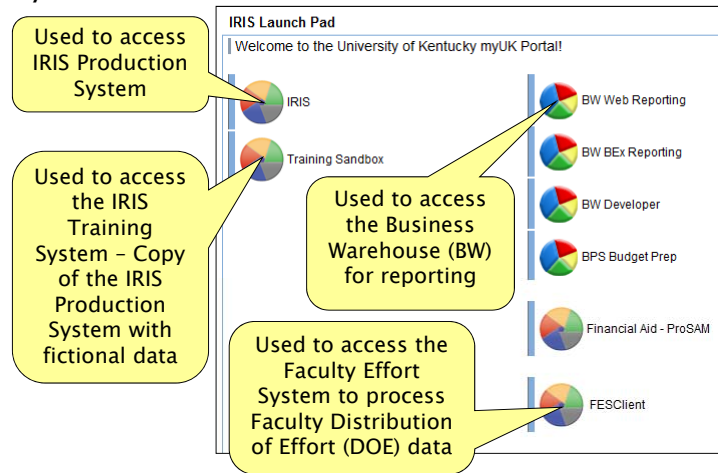 IRIS Launch Pad
Welcome to the University of Kentucky myUK Portal!
Used to access
IRIS Production
System
IRIS
Training Sandbox
Used to access
the IRIS
Training
System – Copy
of the IRIS
Production
System with
fictional data
BW Web Reporting
BW BEx Reporting
BW Developer
BPS Budget Prep
Used to access
the Business
Warehouse (BW)
for reporting
Financial Aid - ProSAM
FESClient
Used to access the
Faculty Effort
System to process
Faculty Distribution
of Effort (DOE) data